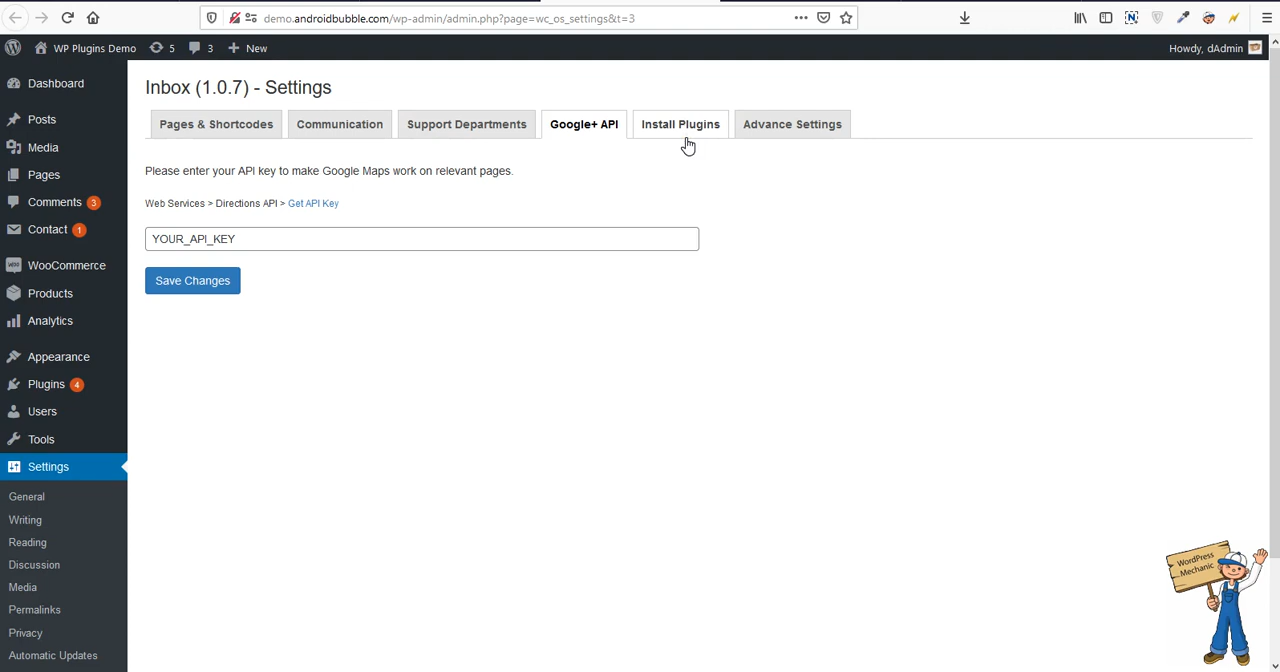 demo.androidbubble.com/wp-admin/admin.php?page=wc_os_settings&t=3
WP Plugins Demo 5 3 New
Howdy, dAdmin
Dashboard
Posts
Media
Pages
Comments 3
Contact 1
WooCommerce
Products
Analytics
Appearance
Plugins 4
Users
Tools
Settings
General
Writing
Reading
Discussion
Media
Permalinks
Privacy
Automatic Updates
Inbox (1.0.7) - Settings
Pages & Shortcodes Communication Support Departments Google+ API Install Plugins Advance Settings
Please enter your API key to make Google Maps work on relevant pages.
Web Services > Directions API > Get API Key
YOUR_API_KEY
Save Changes
WordPress
Mechanic